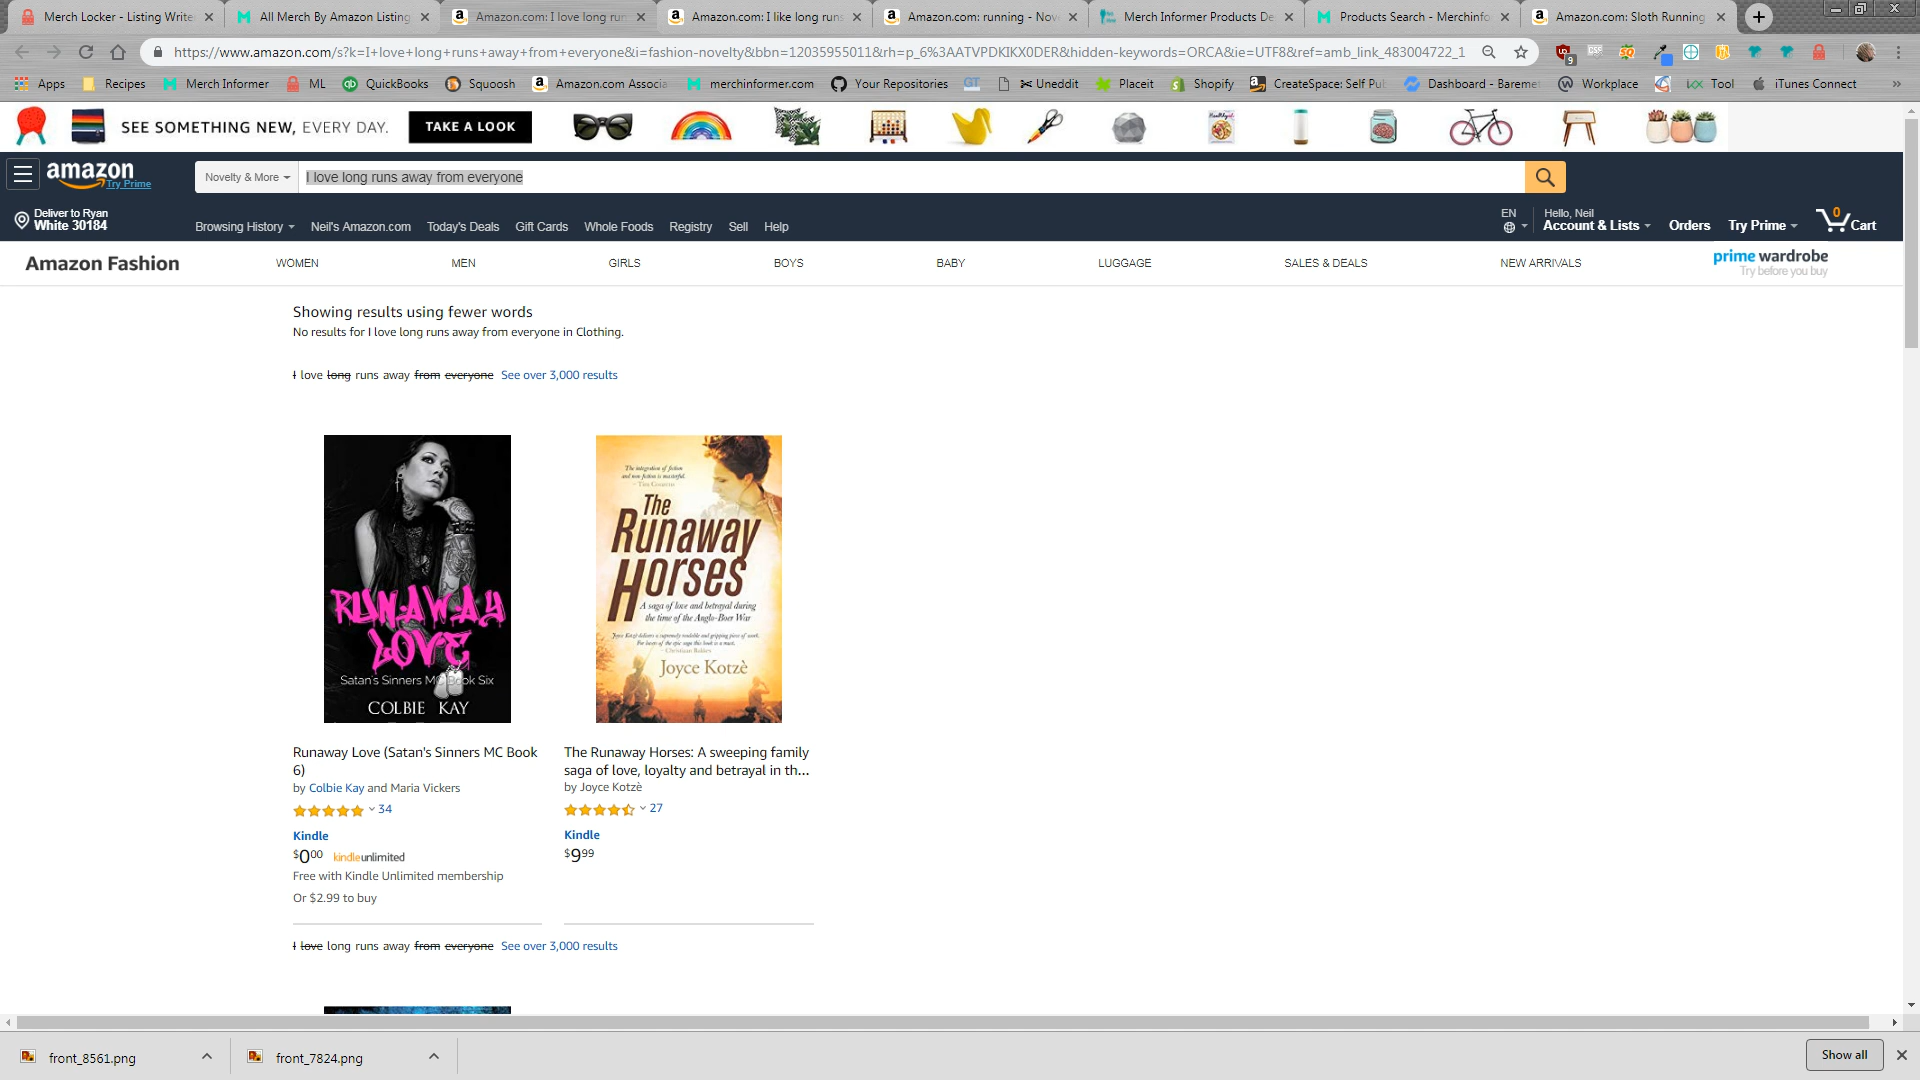 Merch Locker - Listing Write
All Merch By Amazon Listing
Amazon.com: I love long run
Amazon.com: I like long runs
Amazon.com: running - Nov
Merch Informer Products De
Products Search - Merchinfo
Amazon.com: Sloth Running
https://www.amazon.com/s?k=I+love+long+runs+away+from+everyone&i=fashion-novelty&bbn=12035955011&rh=p_6%3AATVPDKIKX0DER&hidden-keywords=ORCA&ie=UTF8&ref=amb_link_483004722_1
9
Apps
Recipes
Merch Informer
ML
QuickBooks
Squoosh
Amazon.com Associa
merchinformer.com
Your Repositories
GT
Uneddit
Placeit
Shopify
CreateSpace: Self Pu
Dashboard - Bareme
Workplace
Tool
iTunes Connect
»
SEE SOMETHING NEW, EVERY DAY.
TAKE A LOOK
amazon
Try Prime
Novelty & More
I love long runs away from everyone
Deliver to Ryan
White 30184
Browsing History
Neil's Amazon.com
Today's Deals
Gift Cards
Whole Foods
Registry
Sell
Help
EN
Hello, Neil
Account & Lists
Orders
Try Prime
0
Cart
Amazon Fashion
WOMEN
MEN
GIRLS
BOYS
BABY
LUGGAGE
SALES & DEALS
NEW ARRIVALS
prime wardrobe
Try before you buy
Showing results using fewer words
No results for I love long runs away from everyone in Clothing.
I love long runs away from everyone See over 3,000 results
RUNAWAY
LOVE
Satan's Sinners MC Book Six
COLBIE KAY
The integration of fiction
and non-fiction is masterful.
The
Runaway
Horses
A saga of love and betrayal during
the time of the Anglo-Boer War
Joyce Kotzè
Runaway Love (Satan's Sinners MC Book
6)
by Colbie Kay and Maria Vickers
34
Kindle
$000 kindleunlimited
Free with Kindle Unlimited membership
Or $2.99 to buy
The Runaway Horses: A sweeping family
saga of love, loyalty and betrayal in th...
by Joyce Kotzè
27
Kindle
$999
I love long runs away from everyone See over 3,000 results
front_8561.png
front_7824.png
Show all